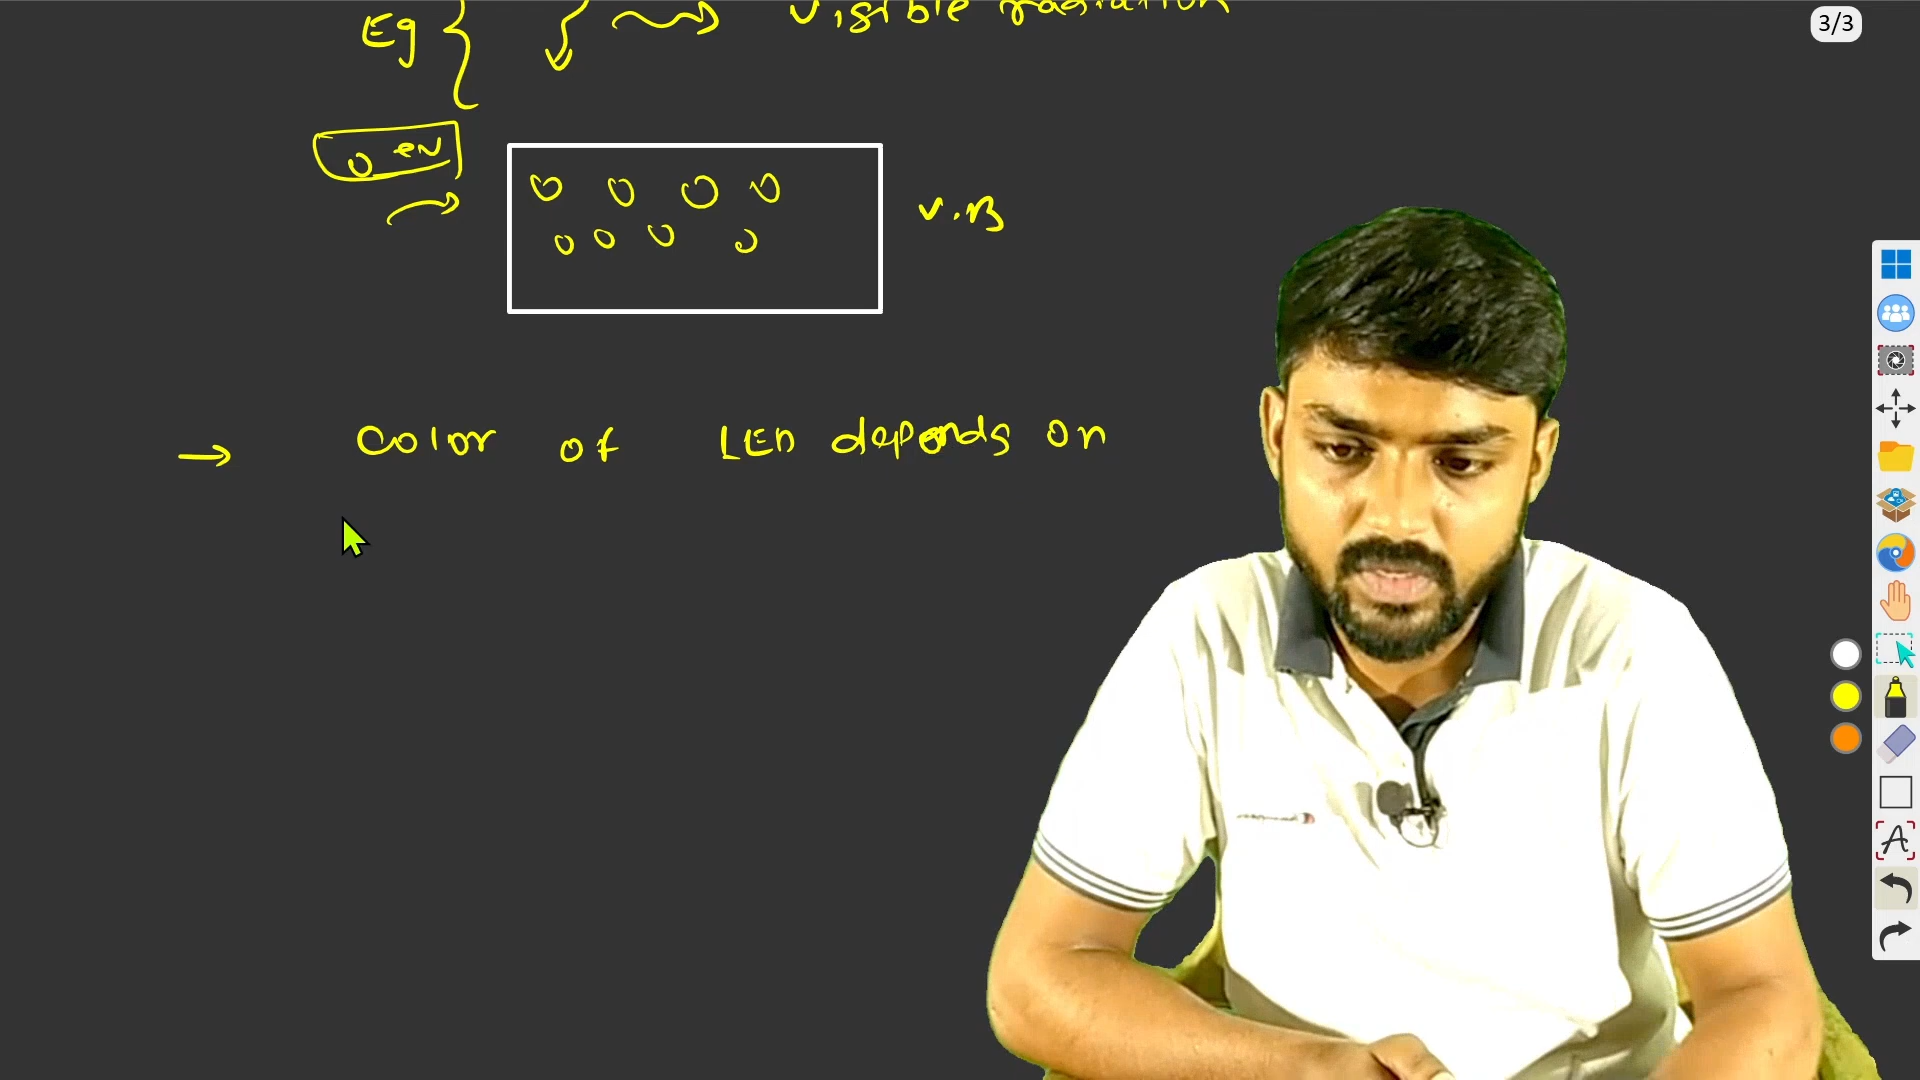 Eg visible radiation
3/3
V.B
→ Color of LED depends on